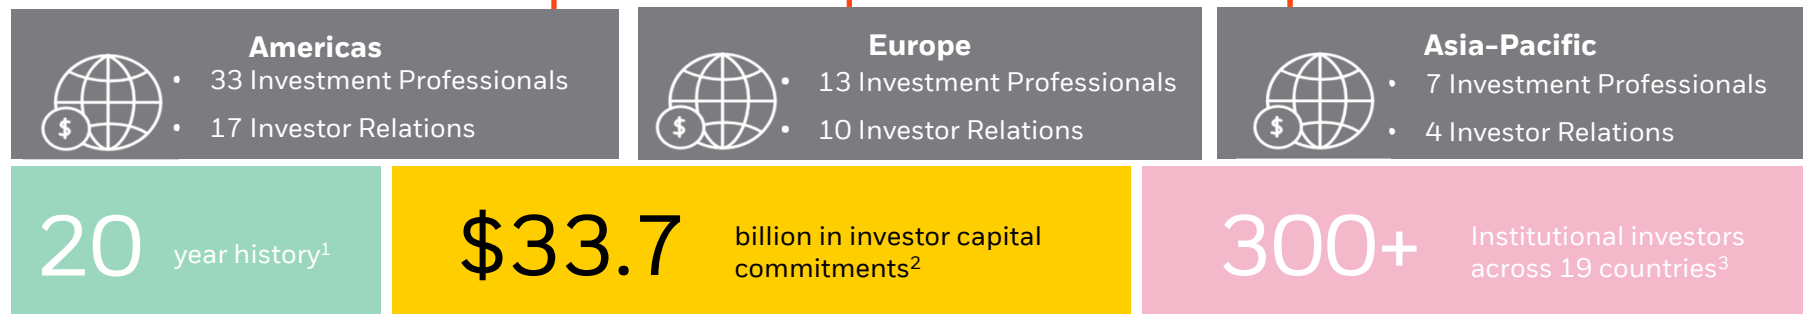 Americas
• 33 Investment Professionals
• 17 Investor Relations
$
Europe
• 13 Investment Professionals
• 10 Investor Relations
$
Asia-Pacific
• 7 Investment Professionals
• 4 Investor Relations
$
20 year history¹
$33.7 billion in investor capital
commitments²
300+ Institutional investors
across 19 countries³